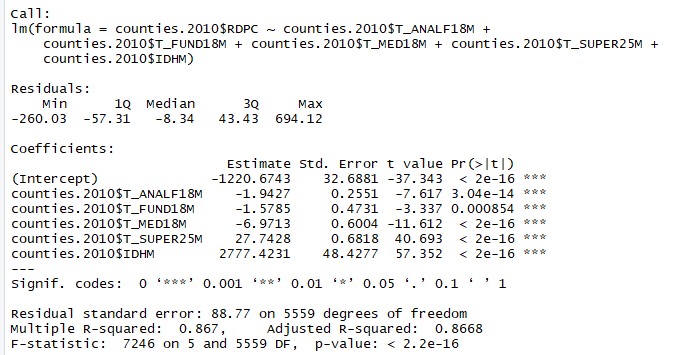 Call:
lm(formula = counties.2010$RDPC ~ counties.2010$T_ANALF18M +
    counties.2010$T_FUND18M + counties.2010$T_MED18M + counties.2010$T_SUPER25M +
    counties.2010$IDHM)

Residuals:
    Min      1Q  Median      3Q     Max
-260.03  -57.31   -8.34   43.43  694.12

Coefficients:
                           Estimate Std. Error t value Pr(>|t|)
(Intercept)              -1220.6743    32.6881 -37.343  < 2e-16 ***
counties.2010$T_ANALF18M    -1.9427     0.2551  -7.617 3.04e-14 ***
counties.2010$T_FUND18M     -1.5785     0.4731  -3.337 0.000854 ***
counties.2010$T_MED18M      -6.9713     0.6004 -11.612  < 2e-16 ***
counties.2010$T_SUPER25M    27.7428     0.6818  40.693  < 2e-16 ***
counties.2010$IDHM        2777.4231    48.4277  57.352  < 2e-16 ***
---
Signif. codes:  0 ‘***’ 0.001 ‘**’ 0.01 ‘*’ 0.05 ‘.’ 0.1 ‘ ’ 1

Residual standard error: 88.77 on 5559 degrees of freedom
Multiple R-squared:  0.867,     Adjusted R-squared:  0.8668
F-statistic:  7246 on 5 and 5559 DF,  p-value: < 2.2e-16